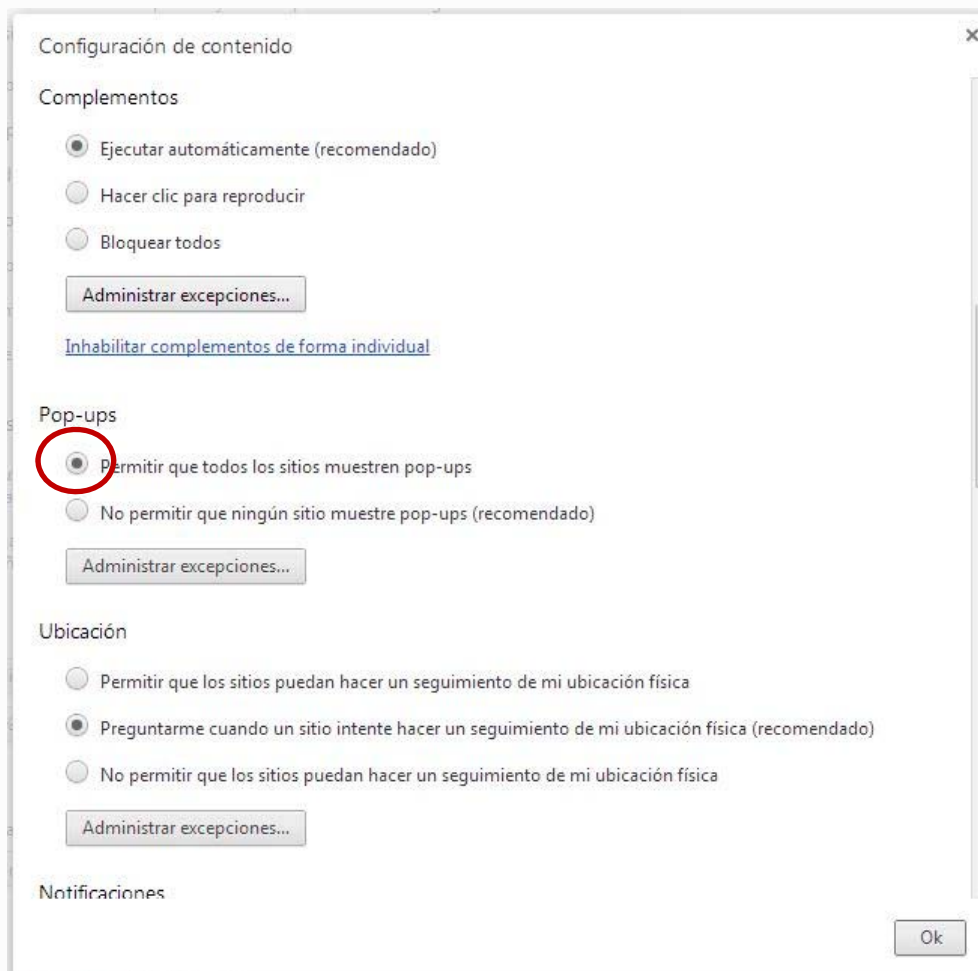 Configuración de contenido
Complementos
Ejecutar automáticamente (recomendado)
Hacer clic para reproducir
Bloquear todos
Administrar excepciones...
Inhabilitar complementos de forma individual
Pop-ups
Permitir que todos los sitios muestren pop-ups
No permitir que ningún sitio muestre pop-ups (recomendado)
Administrar excepciones...
Ubicación
Permitir que los sitios puedan hacer un seguimiento de mi ubicación física
Preguntarme cuando un sitio intente hacer un seguimiento de mi ubicación física (recomendado)
No permitir que los sitios puedan hacer un seguimiento de mi ubicación física
Administrar excepciones...
Notificaciones
Ok